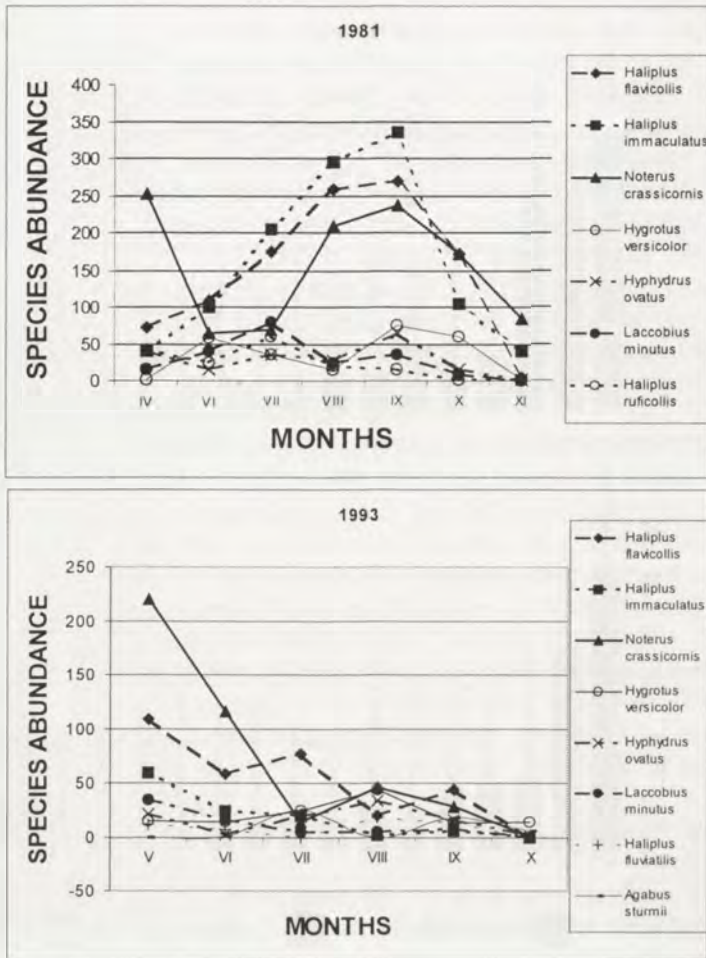 1981
SPECIES ABUNDANCE
400
350
300
250
200
150
100
50
0
IV VI VII VIII IX X XI
MONTHS
Haliplus
flavicollis
Haliplus
immaculatus
Noterus
crassicornis
Hygrotus
versicolor
Hyphydrus
ovatus
Laccobius
minutus
Haliplus
ruficollis
1993
SPECIES ABUNDANCE
250
200
150
100
50
0
-50
V VI VII VIII IX X
MONTHS
Haliplus
flavicollis
Haliplus
immaculatus
Noterus
crassicornis
Hygrotus
versicolor
Hyphydrus
ovatus
Laccobius
minutus
Haliplus
fluviatilis
Agabus
sturmii